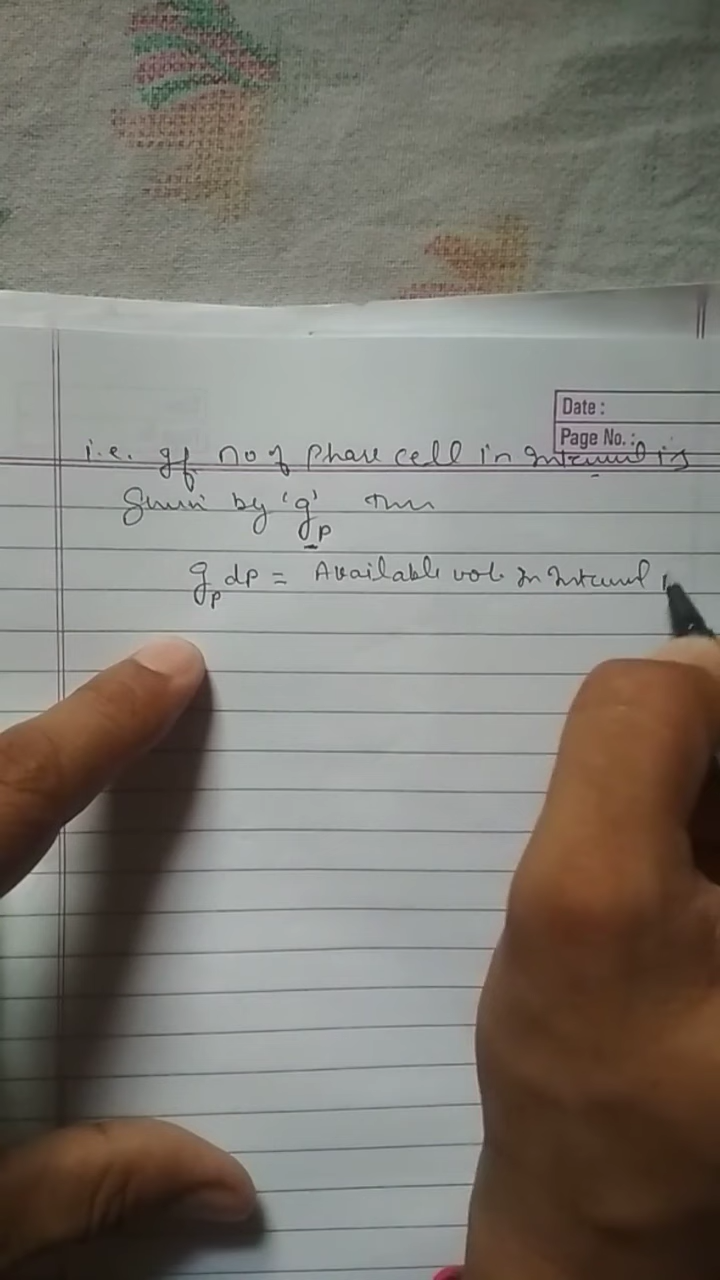 Date :
Page No. :
i.e. If no of phase cell in interval is
given by 'g'p then
gp dp = Available vol. in interval